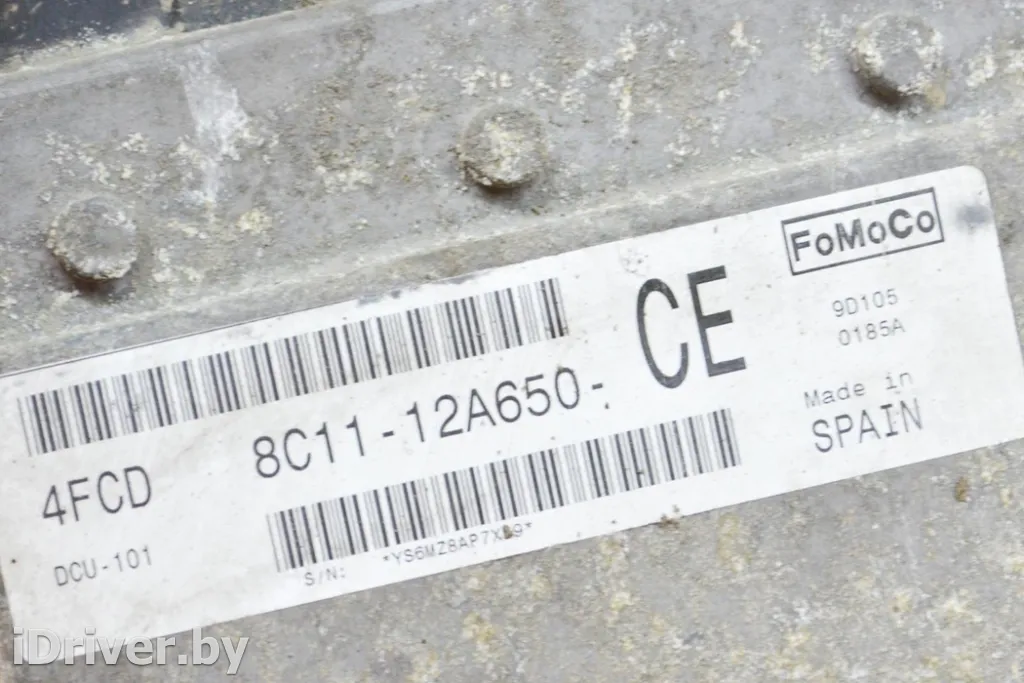 FoMoCo
9D105
0185A
8C11-12A650-CE
Made in
SPAIN
4FCD
DCU-101
S/N:
iDriver.by